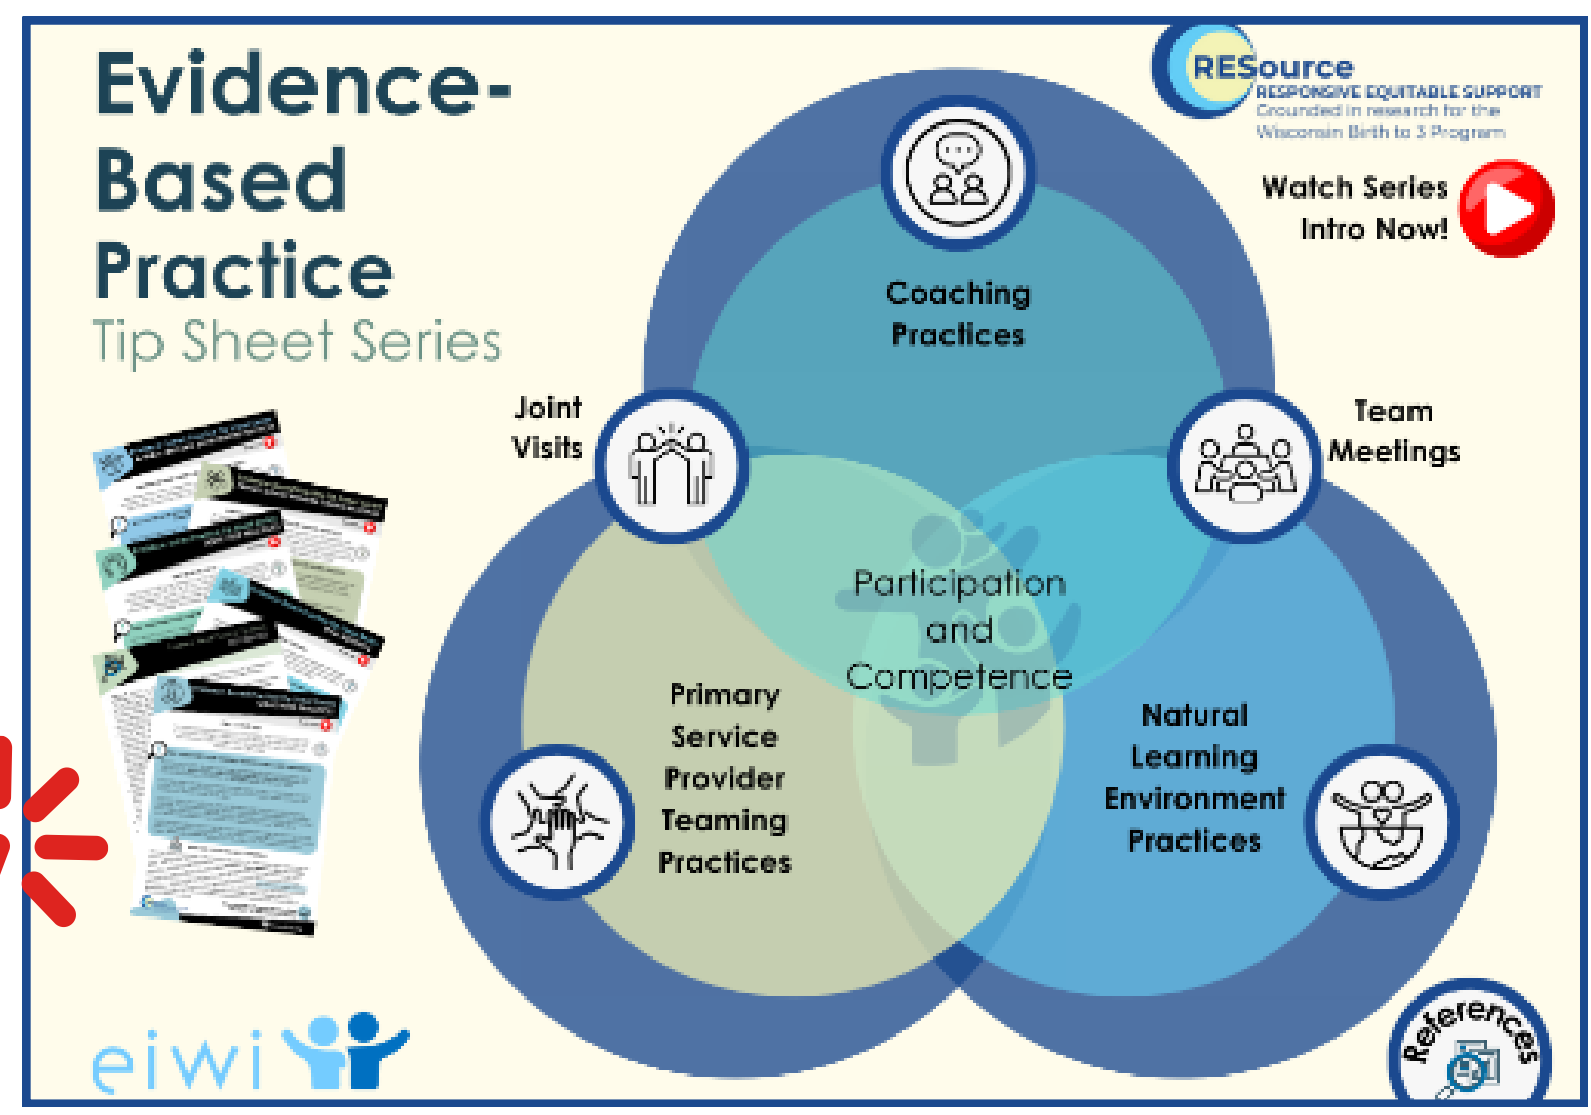 Evidence-
Based
Practice
Tip Sheet Series
RESource
RESPONSIVE EQUITABLE SUPPORT
Grounded in research for the
Wisconsin Birth to 3 Program
Watch Series
Intro Now!
Coaching
Practices
Joint
Visits
Team
Meetings
Participation
and
Competence
Primary
Service
Provider
Teaming
Practices
Natural
Learning
Environment
Practices
eiwi
References